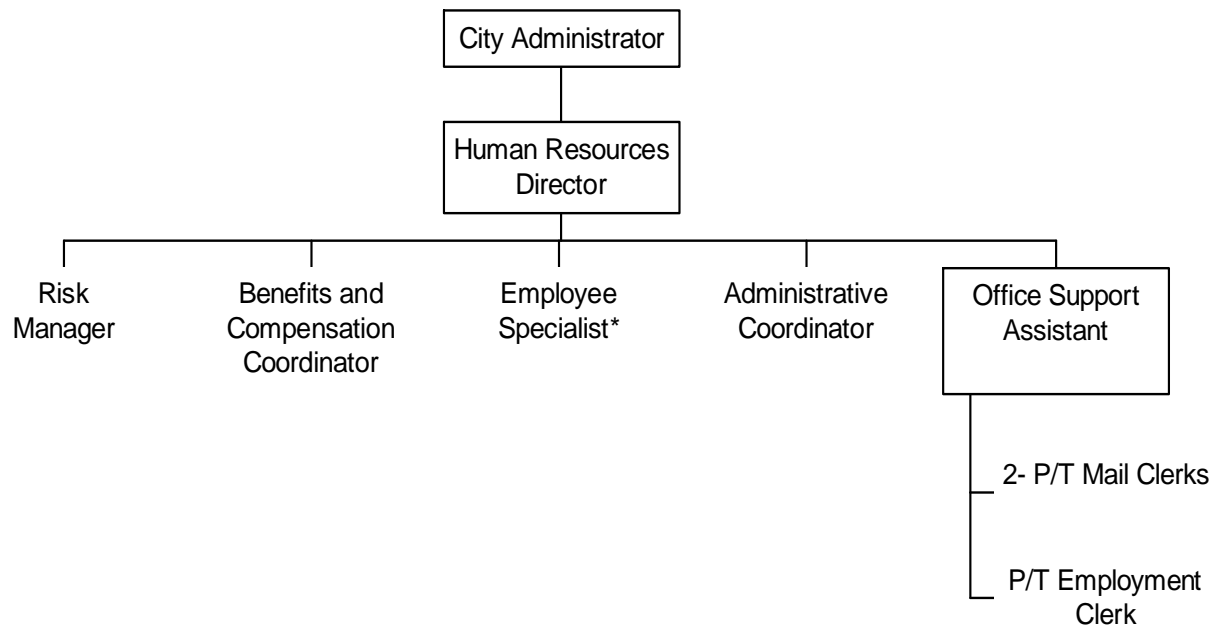 City Administrator
Human Resources
Director
Risk
Manager
Benefits and
Compensation
Coordinator
Employee
Specialist*
Administrative
Coordinator
Office Support
Assistant
2- P/T Mail Clerks
P/T Employment
Clerk